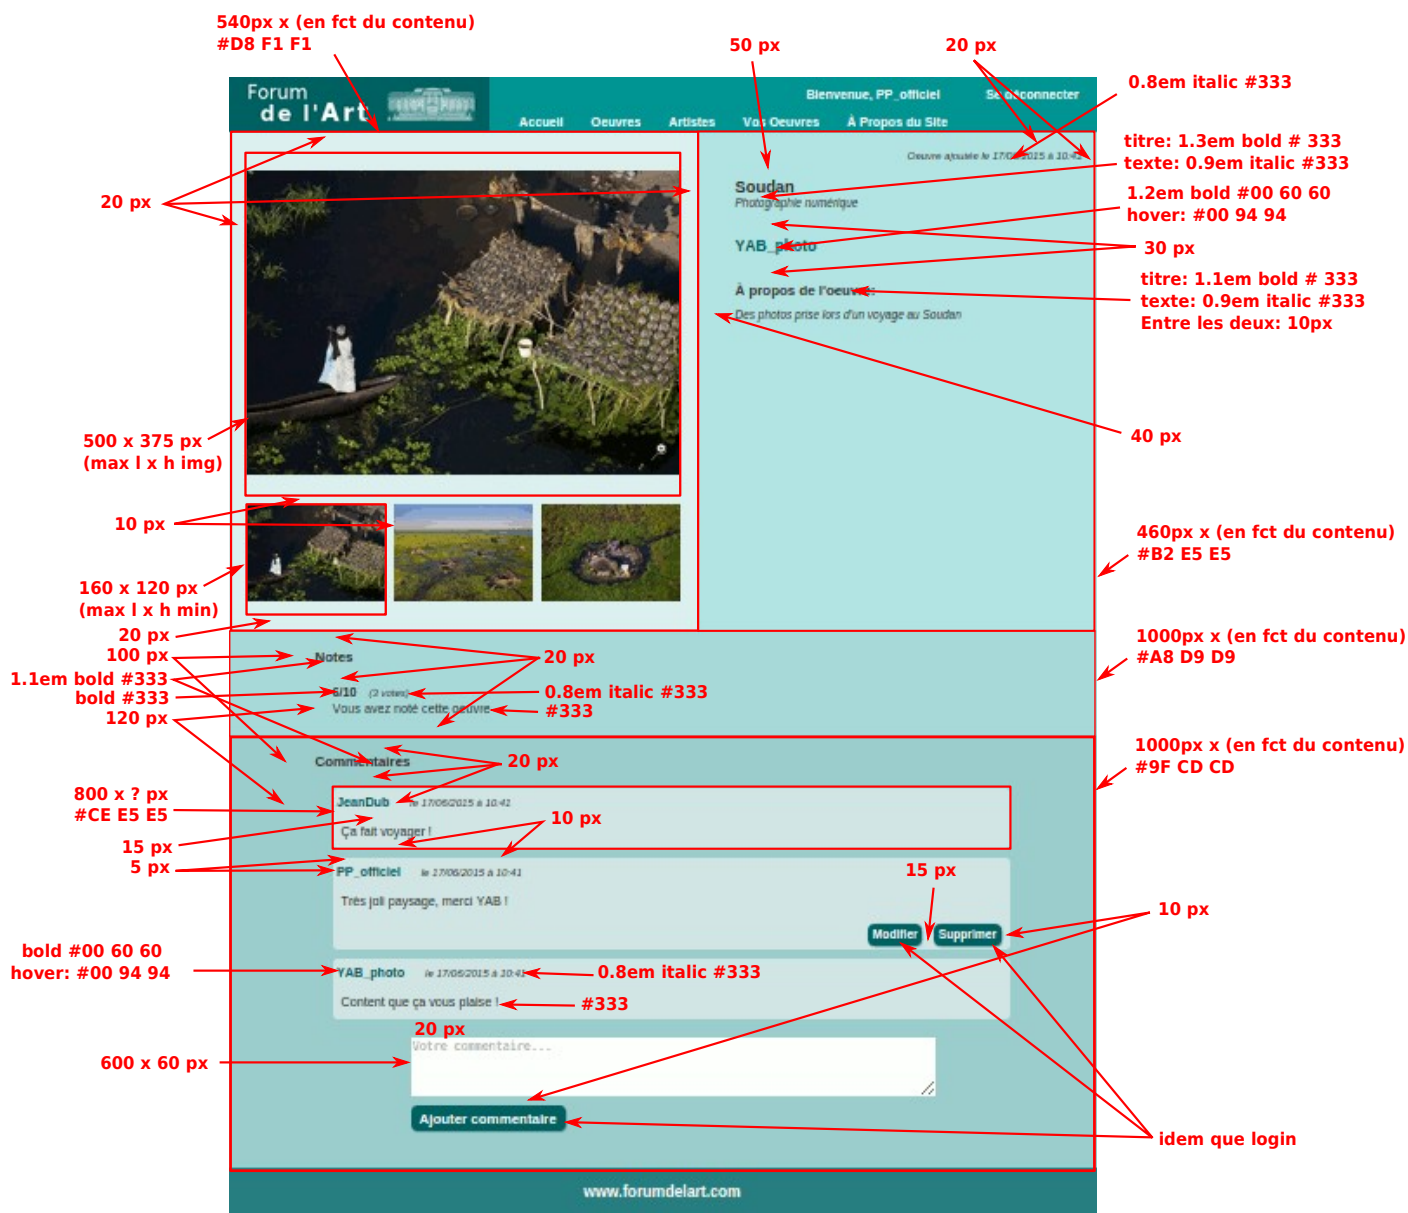 540px x (en fct du contenu)
#D8 F1 F1
50 px
20 px
0.8em italic #333
Forum
de l'Art
Bienvenue, PP_officiel
Se déconnecter
Accueil
Oeuvres
Artistes
Vos Oeuvres
À Propos du Site
titre: 1.3em bold # 333
texte: 0.9em italic #333
Oeuvre ajoutée le 17/06/2015 à 10:41
20 px
Soudan
Photographie numérique
1.2em bold #00 60 60
hover: #00 94 94
YAB_photo
30 px
À propos de l'oeuvre:
titre: 1.1em bold # 333
texte: 0.9em italic #333
Entre les deux: 10px
Des photos prise lors d'un voyage au Soudan
500 x 375 px
(max l x h img)
40 px
10 px
460px x (en fct du contenu)
#B2 E5 E5
160 x 120 px
(max l x h min)
20 px
100 px
1.1em bold #333
bold #333
120 px
Notes
20 px
1000px x (en fct du contenu)
#A8 D9 D9
6/10
(3 votes)
0.8em italic #333
Vous avez noté cette oeuvre
#333
Commentaires
20 px
1000px x (en fct du contenu)
#9F CD CD
800 x ? px
#CE E5 E5
JeanDub
le 17/06/2015 à 10:41
Ça fait voyager !
10 px
15 px
5 px
PP_officiel
le 17/06/2015 à 10:41
15 px
Très joli paysage, merci YAB !
10 px
Modifier
Supprimer
bold #00 60 60
hover: #00 94 94
YAB_photo
le 17/06/2015 à 10:41
0.8em italic #333
Content que ça vous plaise !
#333
20 px
Votre commentaire...
600 x 60 px
Ajouter commentaire
idem que login
www.forumdelart.com